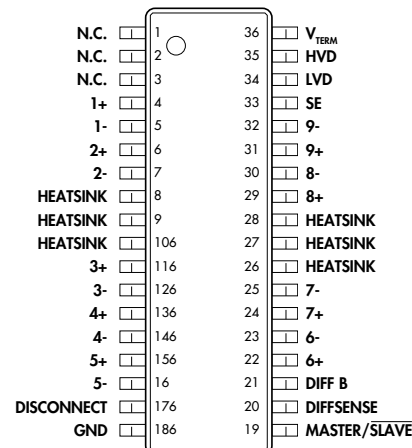 N.C. 1 36 VTERM
N.C. 2 35 HVD
N.C. 3 34 LVD
1+ 4 33 SE
1- 5 32 9-
2+ 6 31 9+
2- 7 30 8-
HEATSINK 8 29 8+
HEATSINK 9 28 HEATSINK
HEATSINK 106 27 HEATSINK
3+ 116 26 HEATSINK
3- 126 25 7-
4+ 136 24 7+
4- 146 23 6-
5+ 156 22 6+
5- 16 21 DIFF B
DISCONNECT 176 20 DIFFSENSE
GND 186 19 MASTER/SLAVE